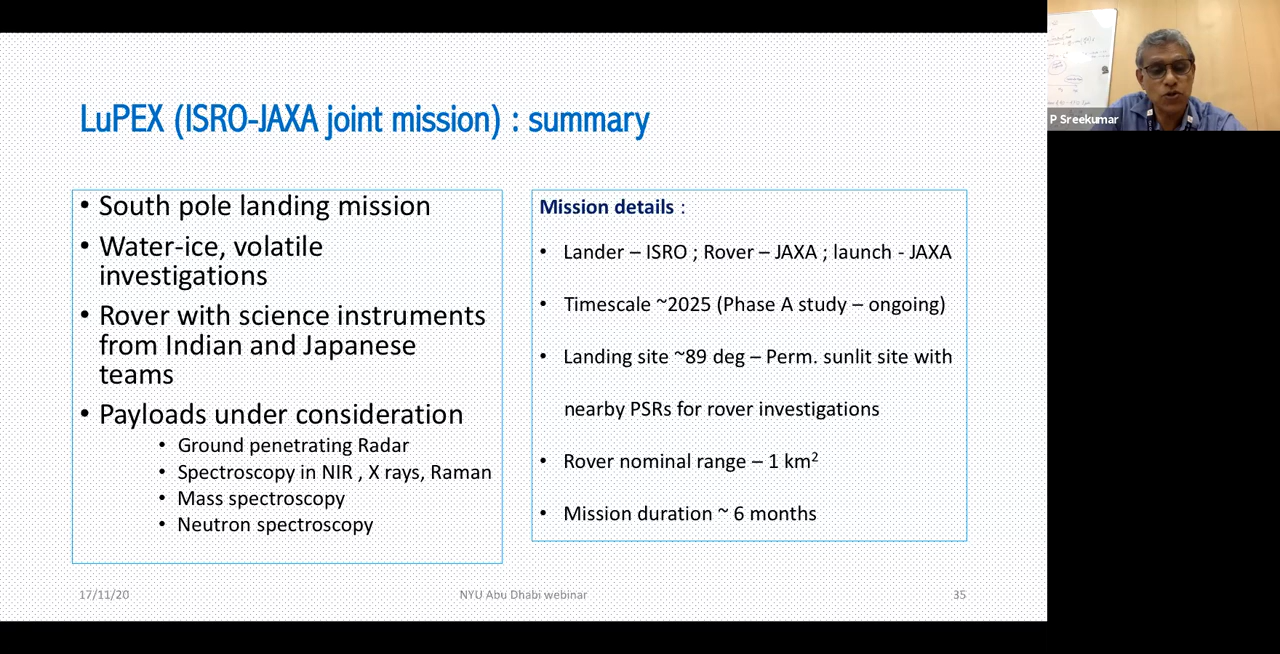 LuPEX (ISRO-JAXA joint mission) : summary
• South pole landing mission
• Water-ice, volatile
investigations
• Rover with science instruments
from Indian and Japanese
teams
• Payloads under consideration
• Ground penetrating Radar
• Spectroscopy in NIR , X rays, Raman
• Mass spectroscopy
• Neutron spectroscopy
Mission details :
• Lander – ISRO ; Rover – JAXA ; launch - JAXA
• Timescale ~2025 (Phase A study – ongoing)
• Landing site ~89 deg – Perm. sunlit site with
nearby PSRs for rover investigations
• Rover nominal range – 1 km²
• Mission duration ~ 6 months
17/11/20
NYU Abu Dhabi webinar
35
P Sreekumar